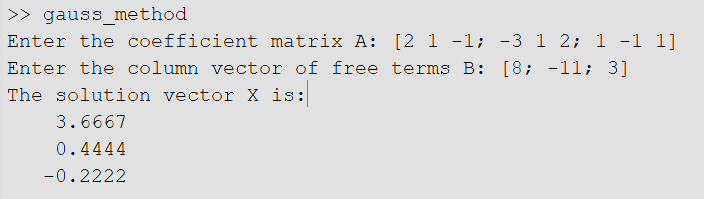 >> gauss_method
Enter the coefficient matrix A: [2 1 -1; -3 1 2; 1 -1 1]
Enter the column vector of free terms B: [8; -11; 3]
The solution vector X is:
3.6667
0.4444
-0.2222